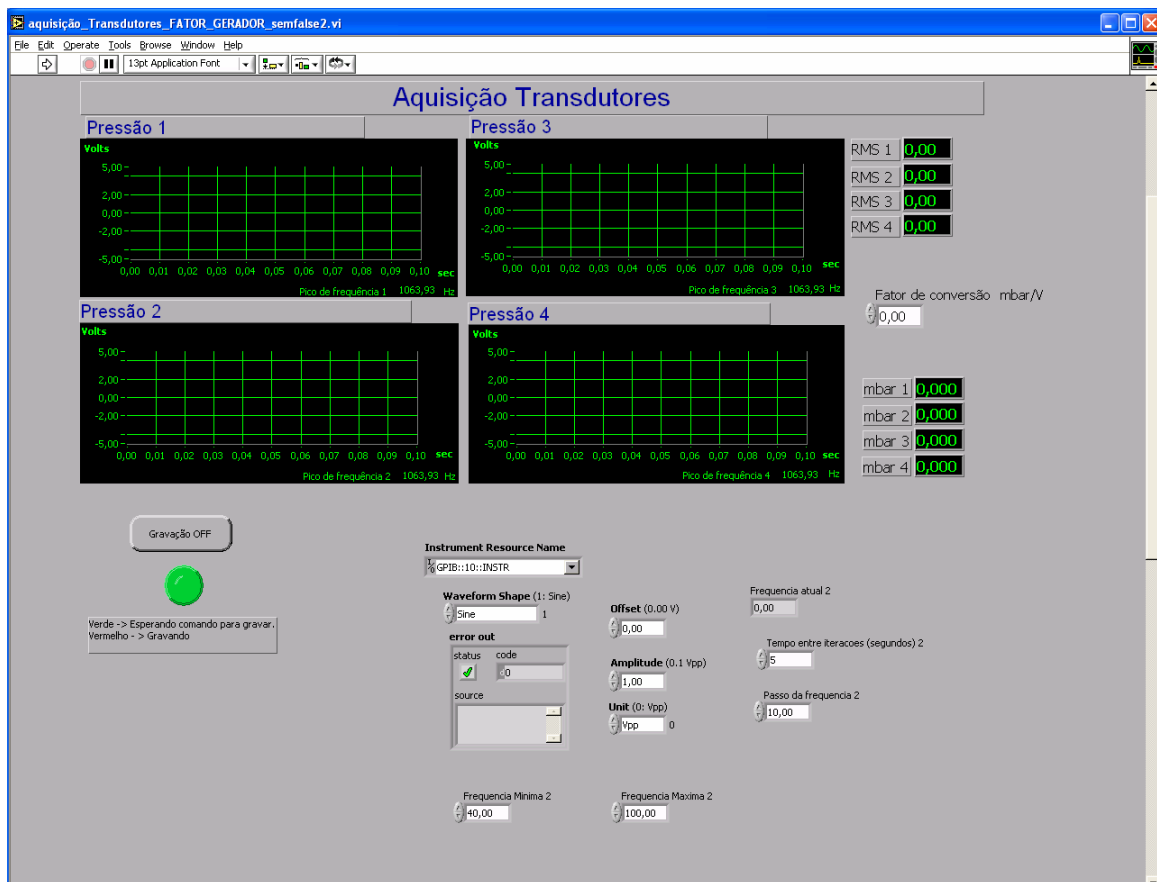 aquisição_Transdutores_FATOR_GERADOR_semfalse2.vi
File Edit Operate Tools Browse Window Help
13pt Application Font
Aquisição Transdutores
Pressão 1
Volts
5,00
2,00
0,00
-2,00
-5,00
0,00 0,01 0,02 0,03 0,04 0,05 0,06 0,07 0,08 0,09 0,10 sec
Pico de frequência 1 1063,93 Hz
Pressão 3
Volts
5,00
2,00
0,00
-2,00
-5,00
0,00 0,01 0,02 0,03 0,04 0,05 0,06 0,07 0,08 0,09 0,10 sec
Pico de frequência 3 1063,93 Hz
RMS 1 0,00
RMS 2 0,00
RMS 3 0,00
RMS 4 0,00
Fator de conversão mbar/V
0,00
Pressão 2
Volts
5,00
2,00
0,00
-2,00
-5,00
0,00 0,01 0,02 0,03 0,04 0,05 0,06 0,07 0,08 0,09 0,10 sec
Pico de frequência 2 1063,93 Hz
Pressão 4
Volts
5,00
2,00
0,00
-2,00
-5,00
0,00 0,01 0,02 0,03 0,04 0,05 0,06 0,07 0,08 0,09 0,10 sec
Pico de frequência 4 1063,93 Hz
mbar 1 0,000
mbar 2 0,000
mbar 3 0,000
mbar 4 0,000
Gravação OFF
Verde -> Esperando comando para gravar.
Vermelho - > Gravando
Instrument Resource Name
I/O GPIB::10::INSTR
Waveform Shape (1: Sine)
Sine 1
error out
status code
d0
source
Offset (0.00 V)
0,00
Amplitude (0.1 Vpp)
1,00
Unit (0: Vpp)
Vpp 0
Frequencia atual 2
0,00
Tempo entre iteracoes (segundos) 2
5
Passo da frequencia 2
10,00
Frequencia Minima 2
40,00
Frequencia Maxima 2
100,00